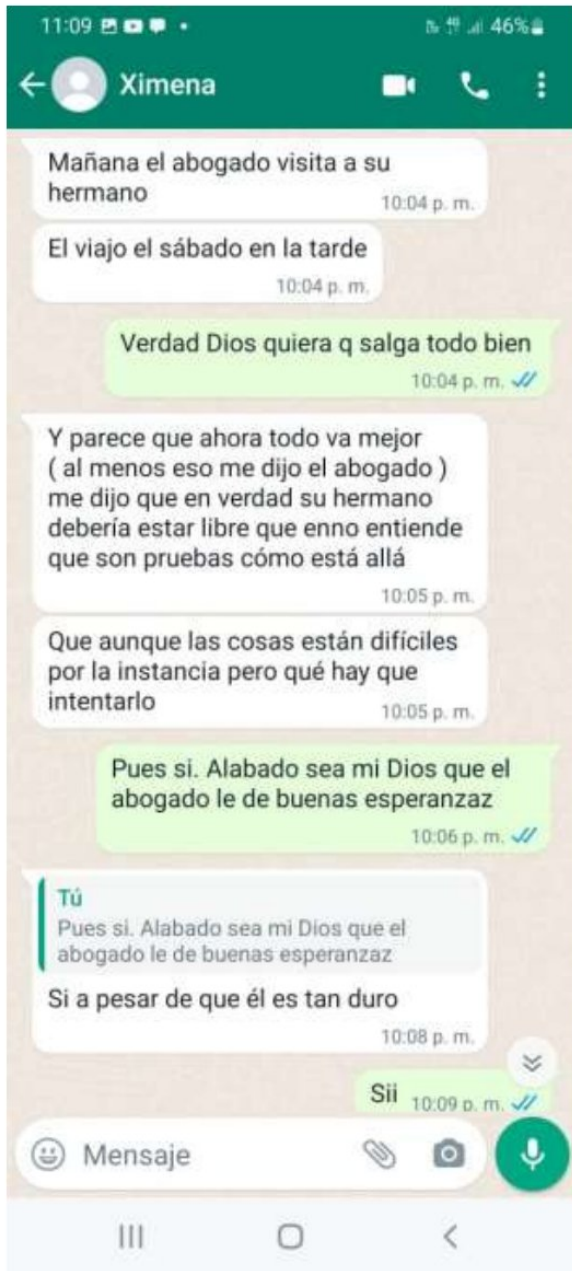 11:09
46%
Ximena
Mañana el abogado visita a su
hermano
10:04 p. m.
El viajo el sábado en la tarde
10:04 p. m.
Verdad Dios quiera q salga todo bien
10:04 p. m.
Y parece que ahora todo va mejor
( al menos eso me dijo el abogado )
me dijo que en verdad su hermano
debería estar libre que enno entiende
que son pruebas cómo está allá
10:05 p. m.
Que aunque las cosas están difíciles
por la instancia pero qué hay que
intentarlo
10:05 p. m.
Pues si. Alabado sea mi Dios que el
abogado le de buenas esperanzaz
10:06 p. m.
Tú
Pues si. Alabado sea mi Dios que el
abogado le de buenas esperanzaz
Si a pesar de que él es tan duro
10:08 p. m.
Sii
10:09 p. m.
Mensaje